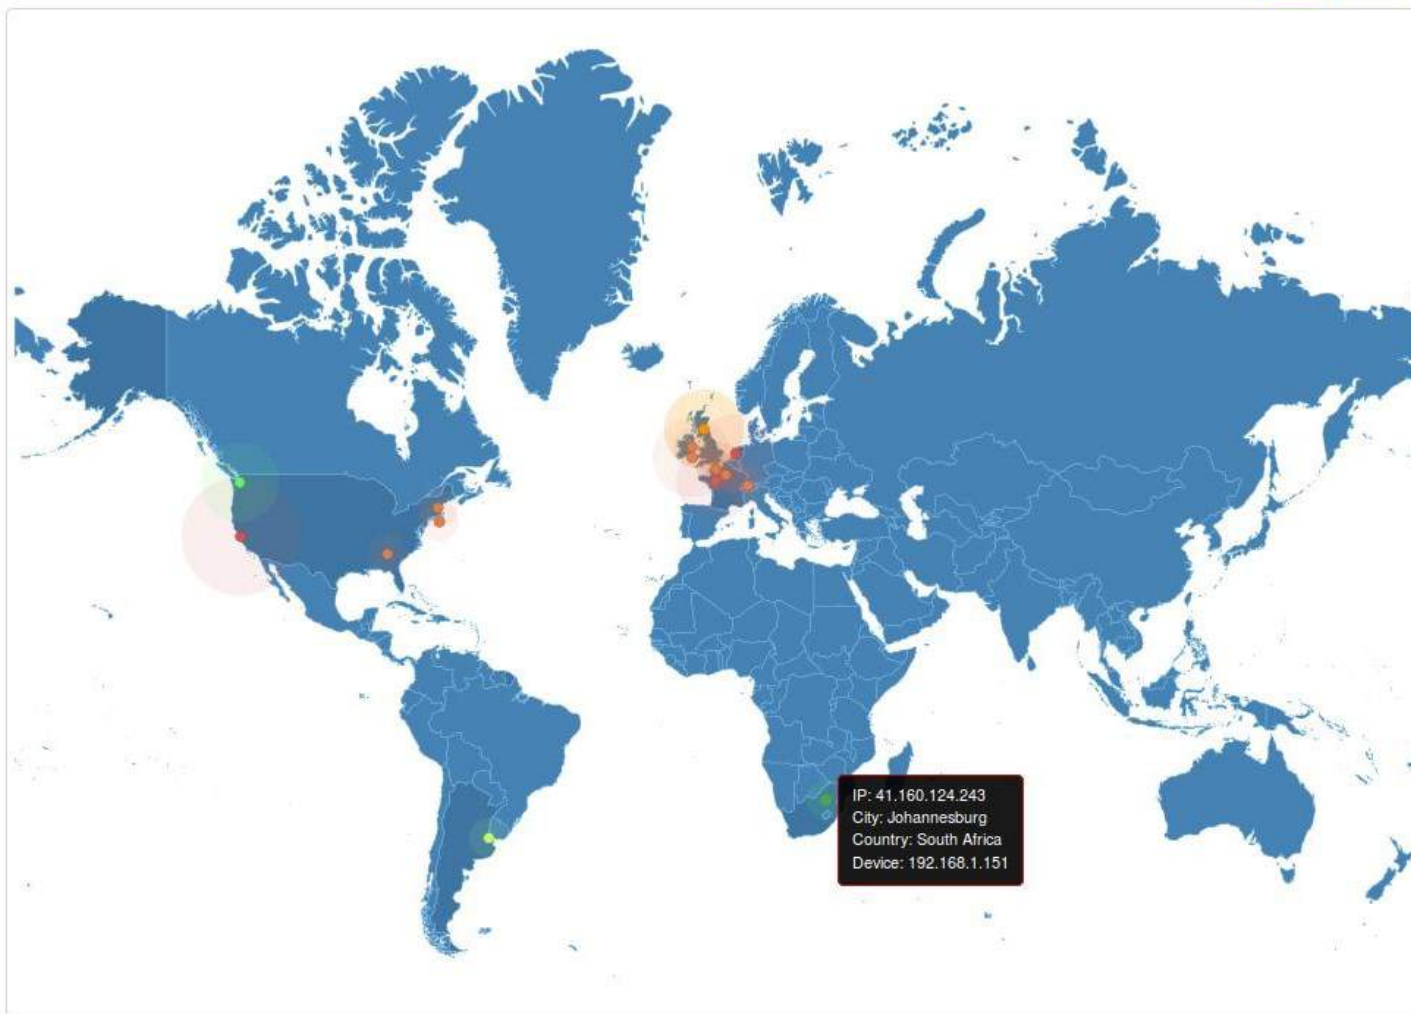 IP: 41.160.124.243
City: Johannesburg
Country: South Africa
Device: 192.168.1.151